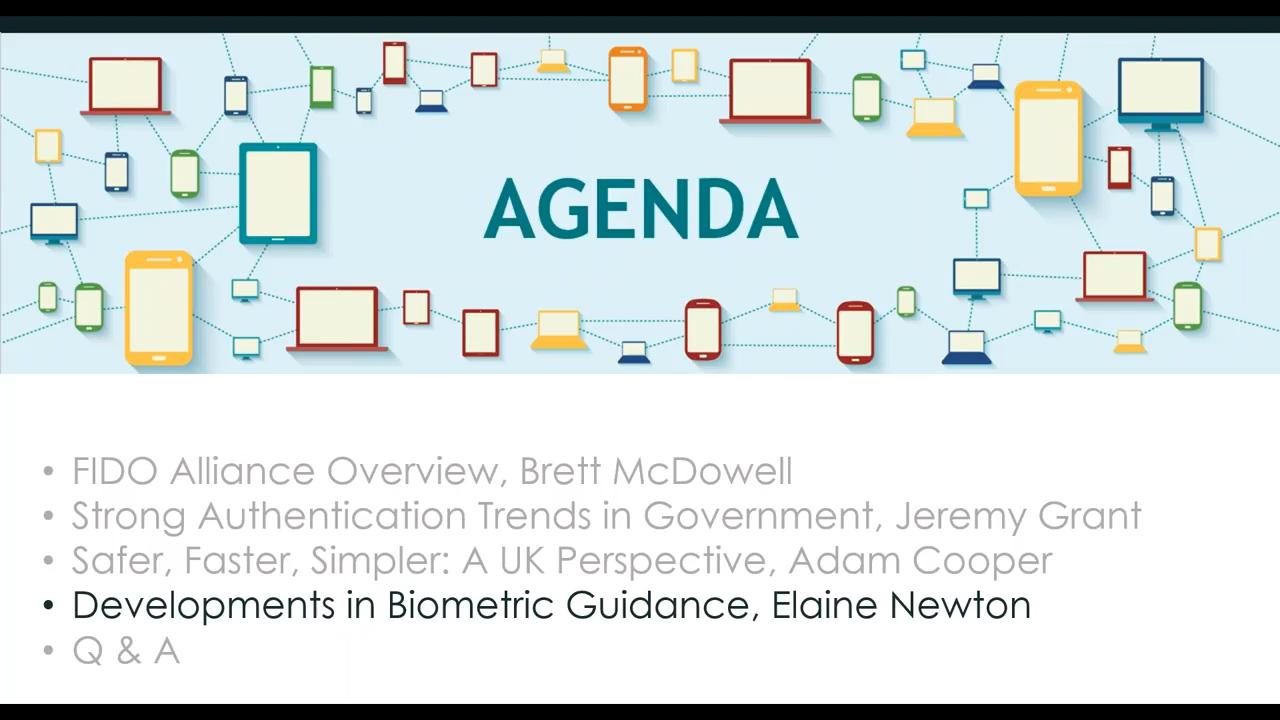 AGENDA
• FIDO Alliance Overview, Brett McDowell
• Strong Authentication Trends in Government, Jeremy Grant
• Safer, Faster, Simpler: A UK Perspective, Adam Cooper
• Developments in Biometric Guidance, Elaine Newton
• Q & A